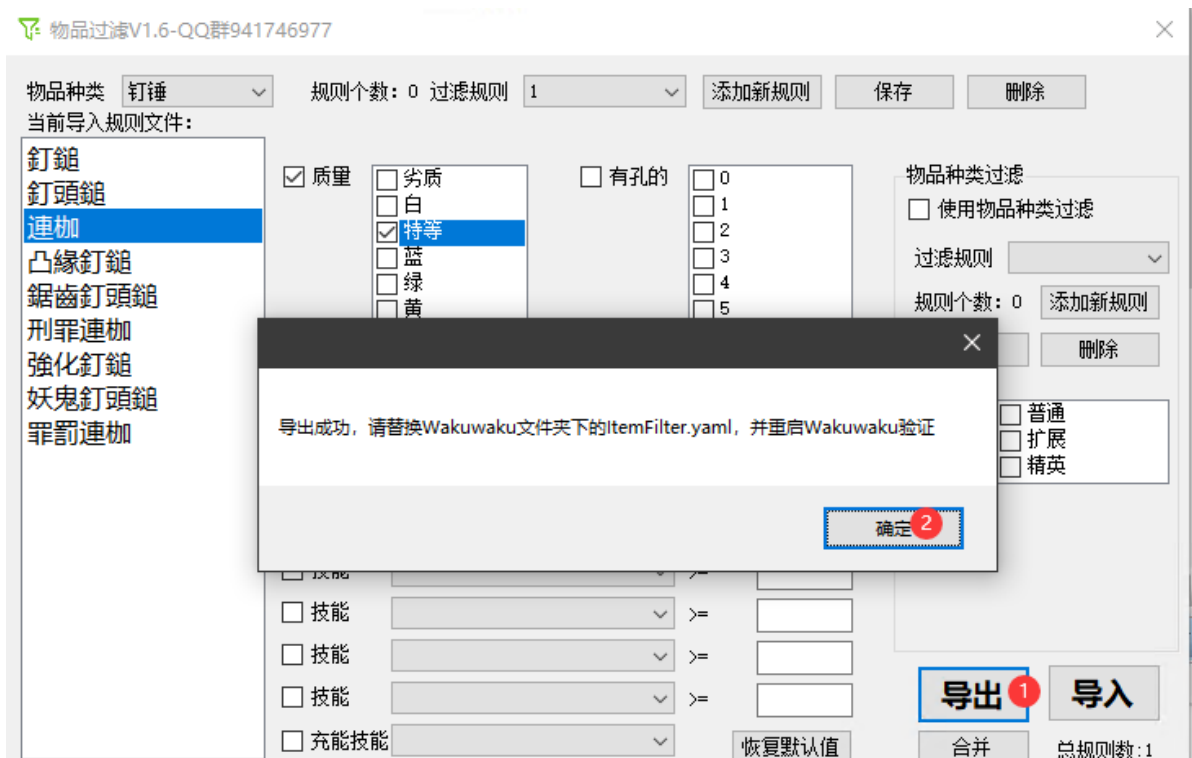 物品过滤V1.6-QQ群941746977
物品种类 钉锤 规则个数: 0 过滤规则 1 添加新规则 保存 删除
当前导入规则文件:
釘鎚
釘頭鎚
連枷
凸緣釘鎚
鋸齒釘頭鎚
刑罪連枷
強化釘鎚
妖鬼釘頭鎚
罪罰連枷
质量
劣质
白
特等
蓝
绿
黄
有孔的
0
1
2
3
4
5
物品种类过滤
使用物品种类过滤
过滤规则
规则个数: 0 添加新规则
删除
普通
扩展
精英
导出成功，请替换Wakuwaku文件夹下的ItemFilter.yaml，并重启Wakuwaku验证
确定 2
技能 >=
技能 >=
技能 >=
技能 >=
充能技能
恢复默认值
导出 1 导入
合并 总规则数:1